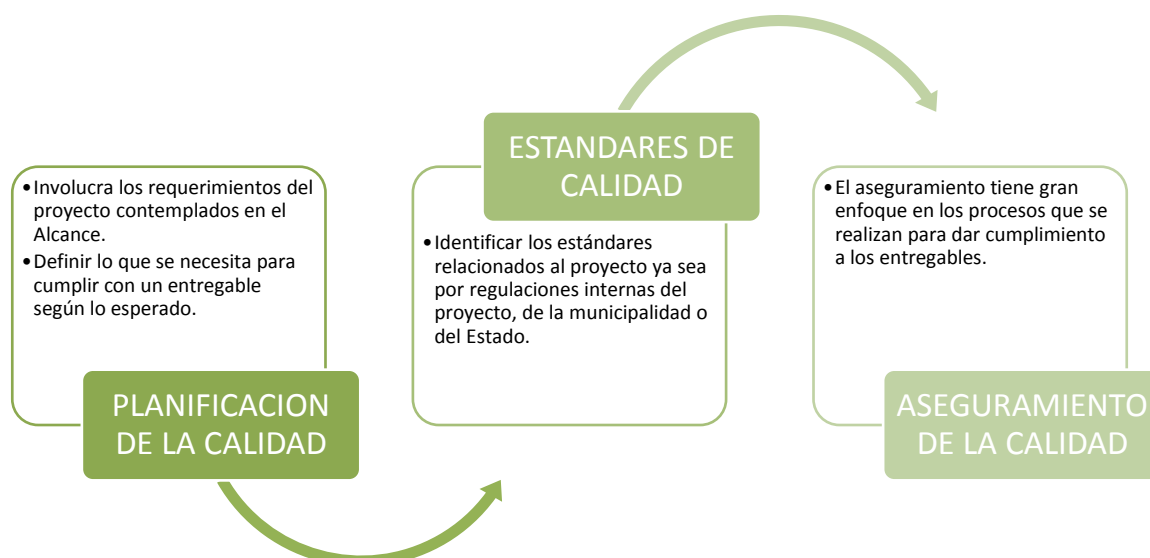 •Involucra los requerimientos del
proyecto contemplados en el
Alcance.
•Definir lo que se necesita para
cumplir con un entregable
según lo esperado.
PLANIFICACION
DE LA CALIDAD
ESTANDARES DE
CALIDAD
•Identificar los estándares
relacionados al proyecto ya sea
por regulaciones internas del
proyecto, de la municipalidad o
del Estado.
•El aseguramiento tiene gran
enfoque en los procesos que se
realizan para dar cumplimiento
a los entregables.
ASEGURAMIENTO
DE LA CALIDAD